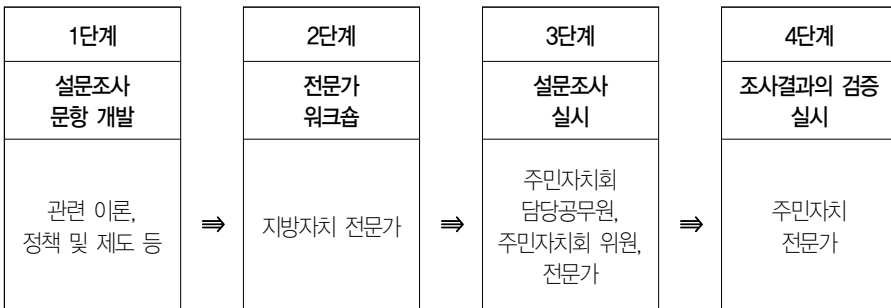 1단계
설문조사
문항 개발
관련 이론,
정책 및 제도 등
⇛
2단계
전문가
워크숍
지방자치 전문가
⇛
3단계
설문조사
실시
주민자치회
담당공무원,
주민자치회 위원,
전문가
⇛
4단계
조사결과의 검증
실시
주민자치
전문가